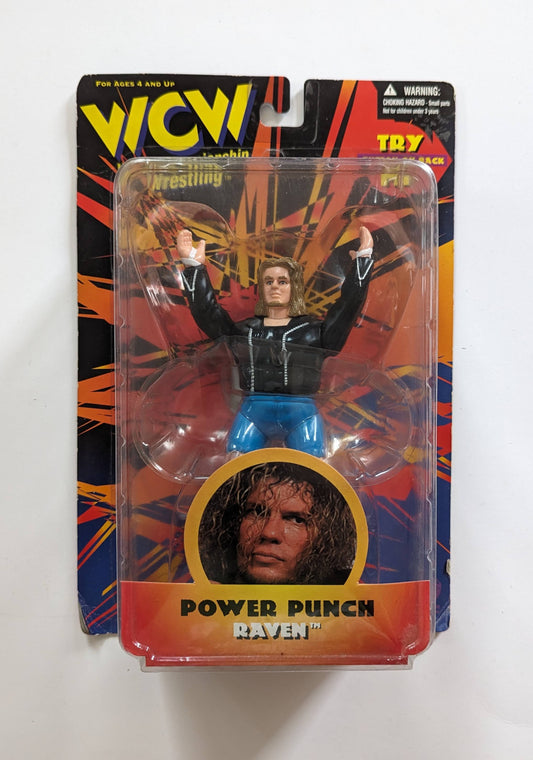 FOR AGES 4 AND UP
WCW
Wrestling
⚠ WARNING:
CHOKING HAZARD - Small parts
Not for children under 3 years
TRY
BACK
POWER PUNCH
RAVEN™